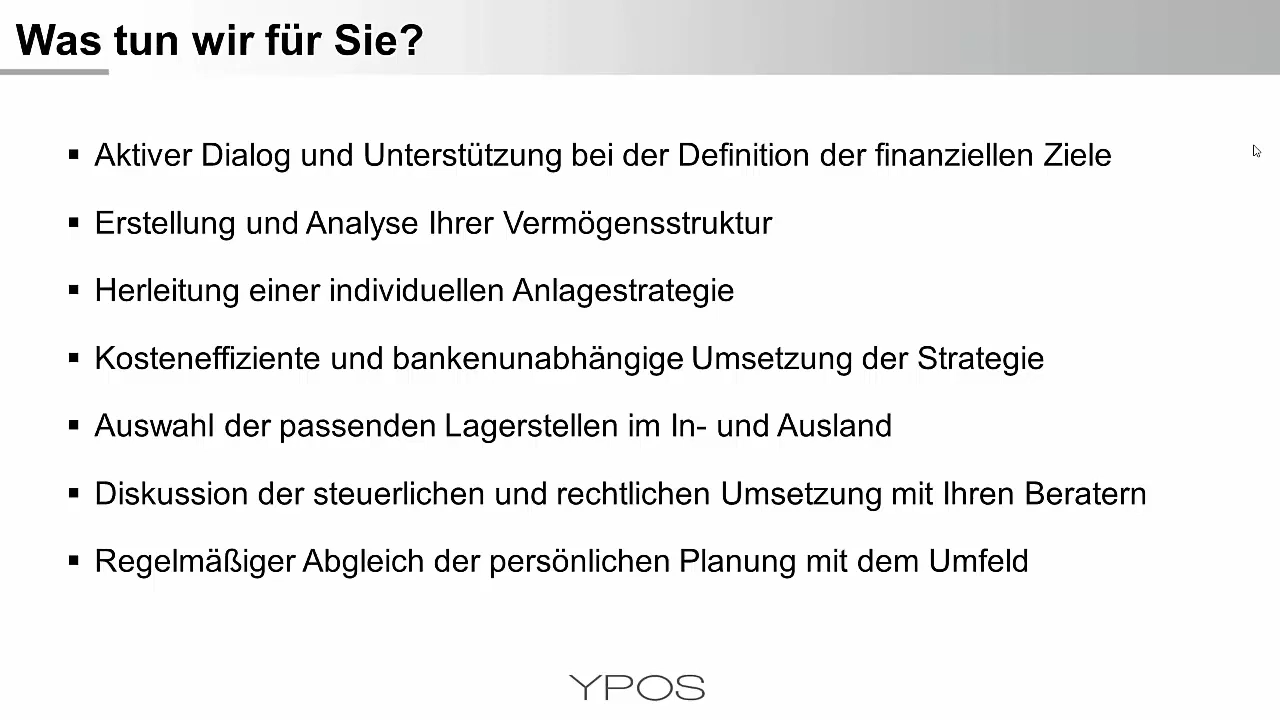 Was tun wir für Sie?
▪ Aktiver Dialog und Unterstützung bei der Definition der finanziellen Ziele
▪ Erstellung und Analyse Ihrer Vermögensstruktur
▪ Herleitung einer individuellen Anlagestrategie
▪ Kosteneffiziente und bankenunabhängige Umsetzung der Strategie
▪ Auswahl der passenden Lagerstellen im In- und Ausland
▪ Diskussion der steuerlichen und rechtlichen Umsetzung mit Ihren Beratern
▪ Regelmäßiger Abgleich der persönlichen Planung mit dem Umfeld
YPOS